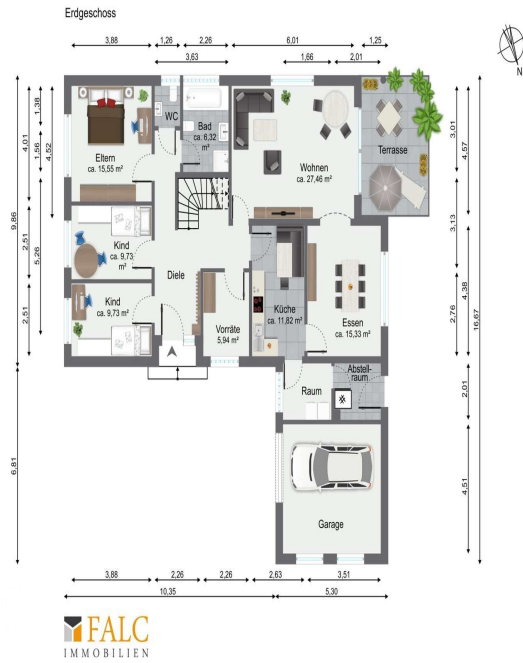 Erdgeschoss
3,88
1,26
2,26
6,01
1,25
3,63
1,66
2,01
N
9,86
6,81
4,01
2,51
2,51
1,38
1,56
5,26
4,52
WC
Bad
ca. 6,32
m²
Eltern
ca. 15,55 m²
Wohnen
ca. 27,46 m²
Terrasse
Kind
ca. 9,73
m²
Diele
Kind
ca. 9,73 m²
Vorräte
5,94 m²
Küche
ca. 11,82 m²
Essen
ca. 15,33 m²
Raum
Abstell-
raum
Garage
3,01
3,13
2,76
4,57
4,38
2,01
4,51
16,67
3,88
2,26
2,26
2,63
3,51
10,35
5,30
FALC
IMMOBILIEN